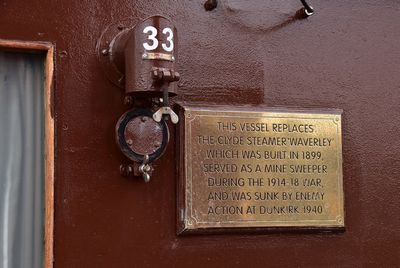 33
THIS VESSEL REPLACES
THE CLYDE STEAMER 'WAVERLEY'
WHICH WAS BUILT IN 1899,
SERVED AS A MINE SWEEPER
DURING THE 1914-18 WAR,
AND WAS SUNK BY ENEMY
ACTION AT DUNKIRK 1940.